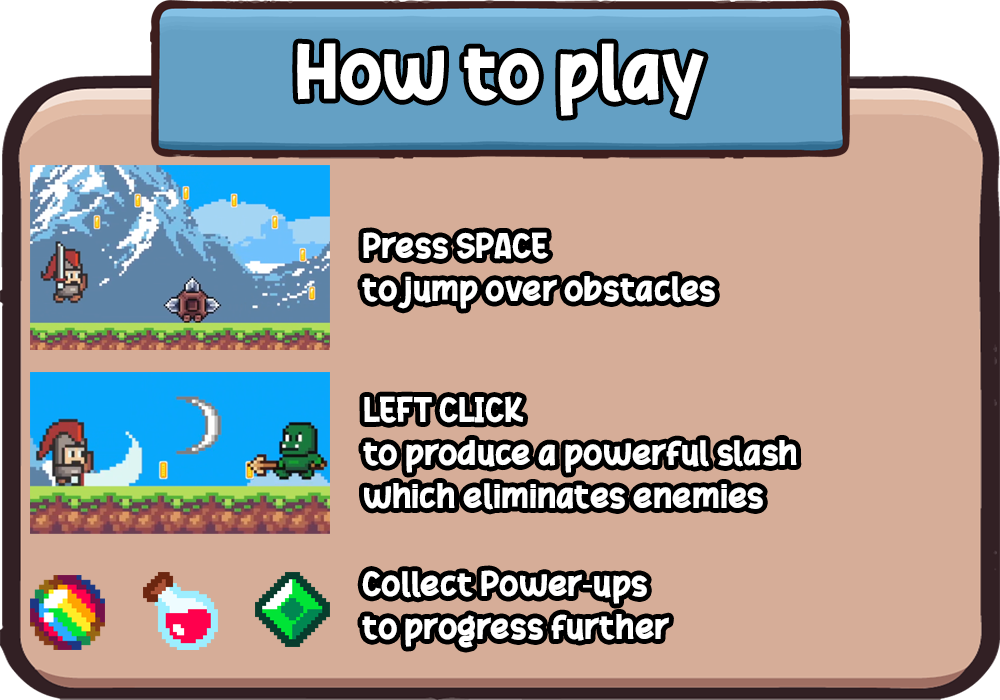 How to play
Press SPACE
to jump over obstacles
LEFT CLICK
to produce a powerful slash
which eliminates enemies
Collect Power-ups
to progress further